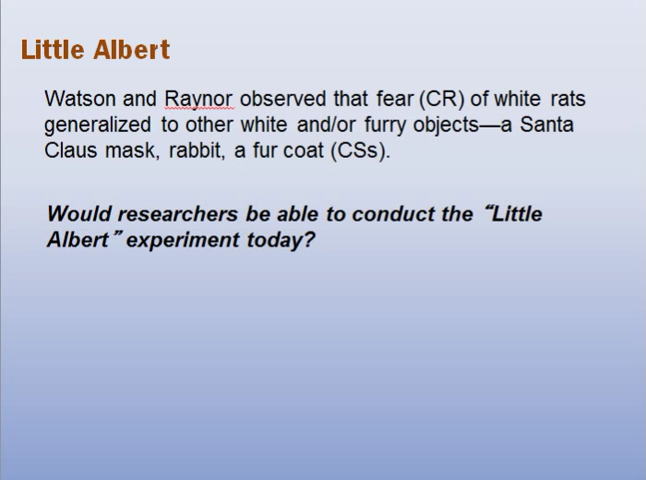 Little Albert
Watson and Raynor observed that fear (CR) of white rats
generalized to other white and/or furry objects—a Santa
Claus mask, rabbit, a fur coat (CSs).
Would researchers be able to conduct the “Little
Albert” experiment today?